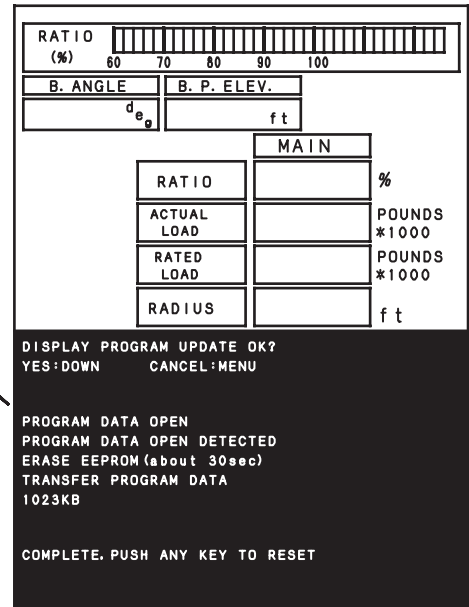 RATIO
(%)
60 70 80 90 100
B. ANGLE B. P. ELEV.
deg ft
MAIN
RATIO %
ACTUAL LOAD POUNDS *1000
RATED LOAD POUNDS *1000
RADIUS ft
DISPLAY PROGRAM UPDATE OK?
YES:DOWN CANCEL:MENU
PROGRAM DATA OPEN
PROGRAM DATA OPEN DETECTED
ERASE EEPROM(about 30sec)
TRANSFER PROGRAM DATA
1023KB
COMPLETE. PUSH ANY KEY TO RESET